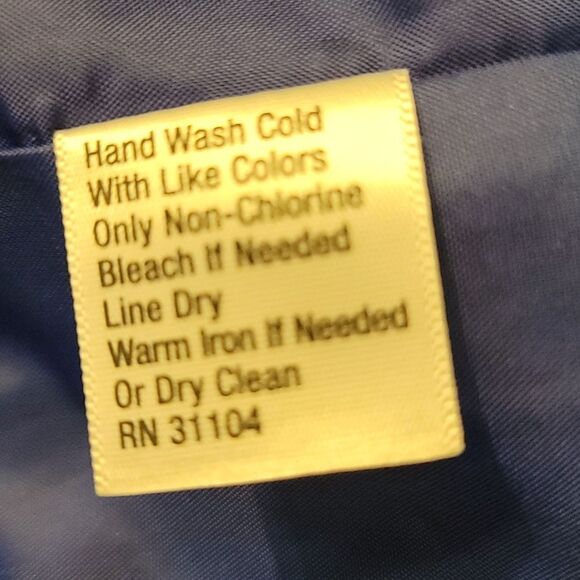 Hand Wash Cold
With Like Colors
Only Non-Chlorine
Bleach If Needed
Line Dry
Warm Iron If Needed
Or Dry Clean
RN 31104